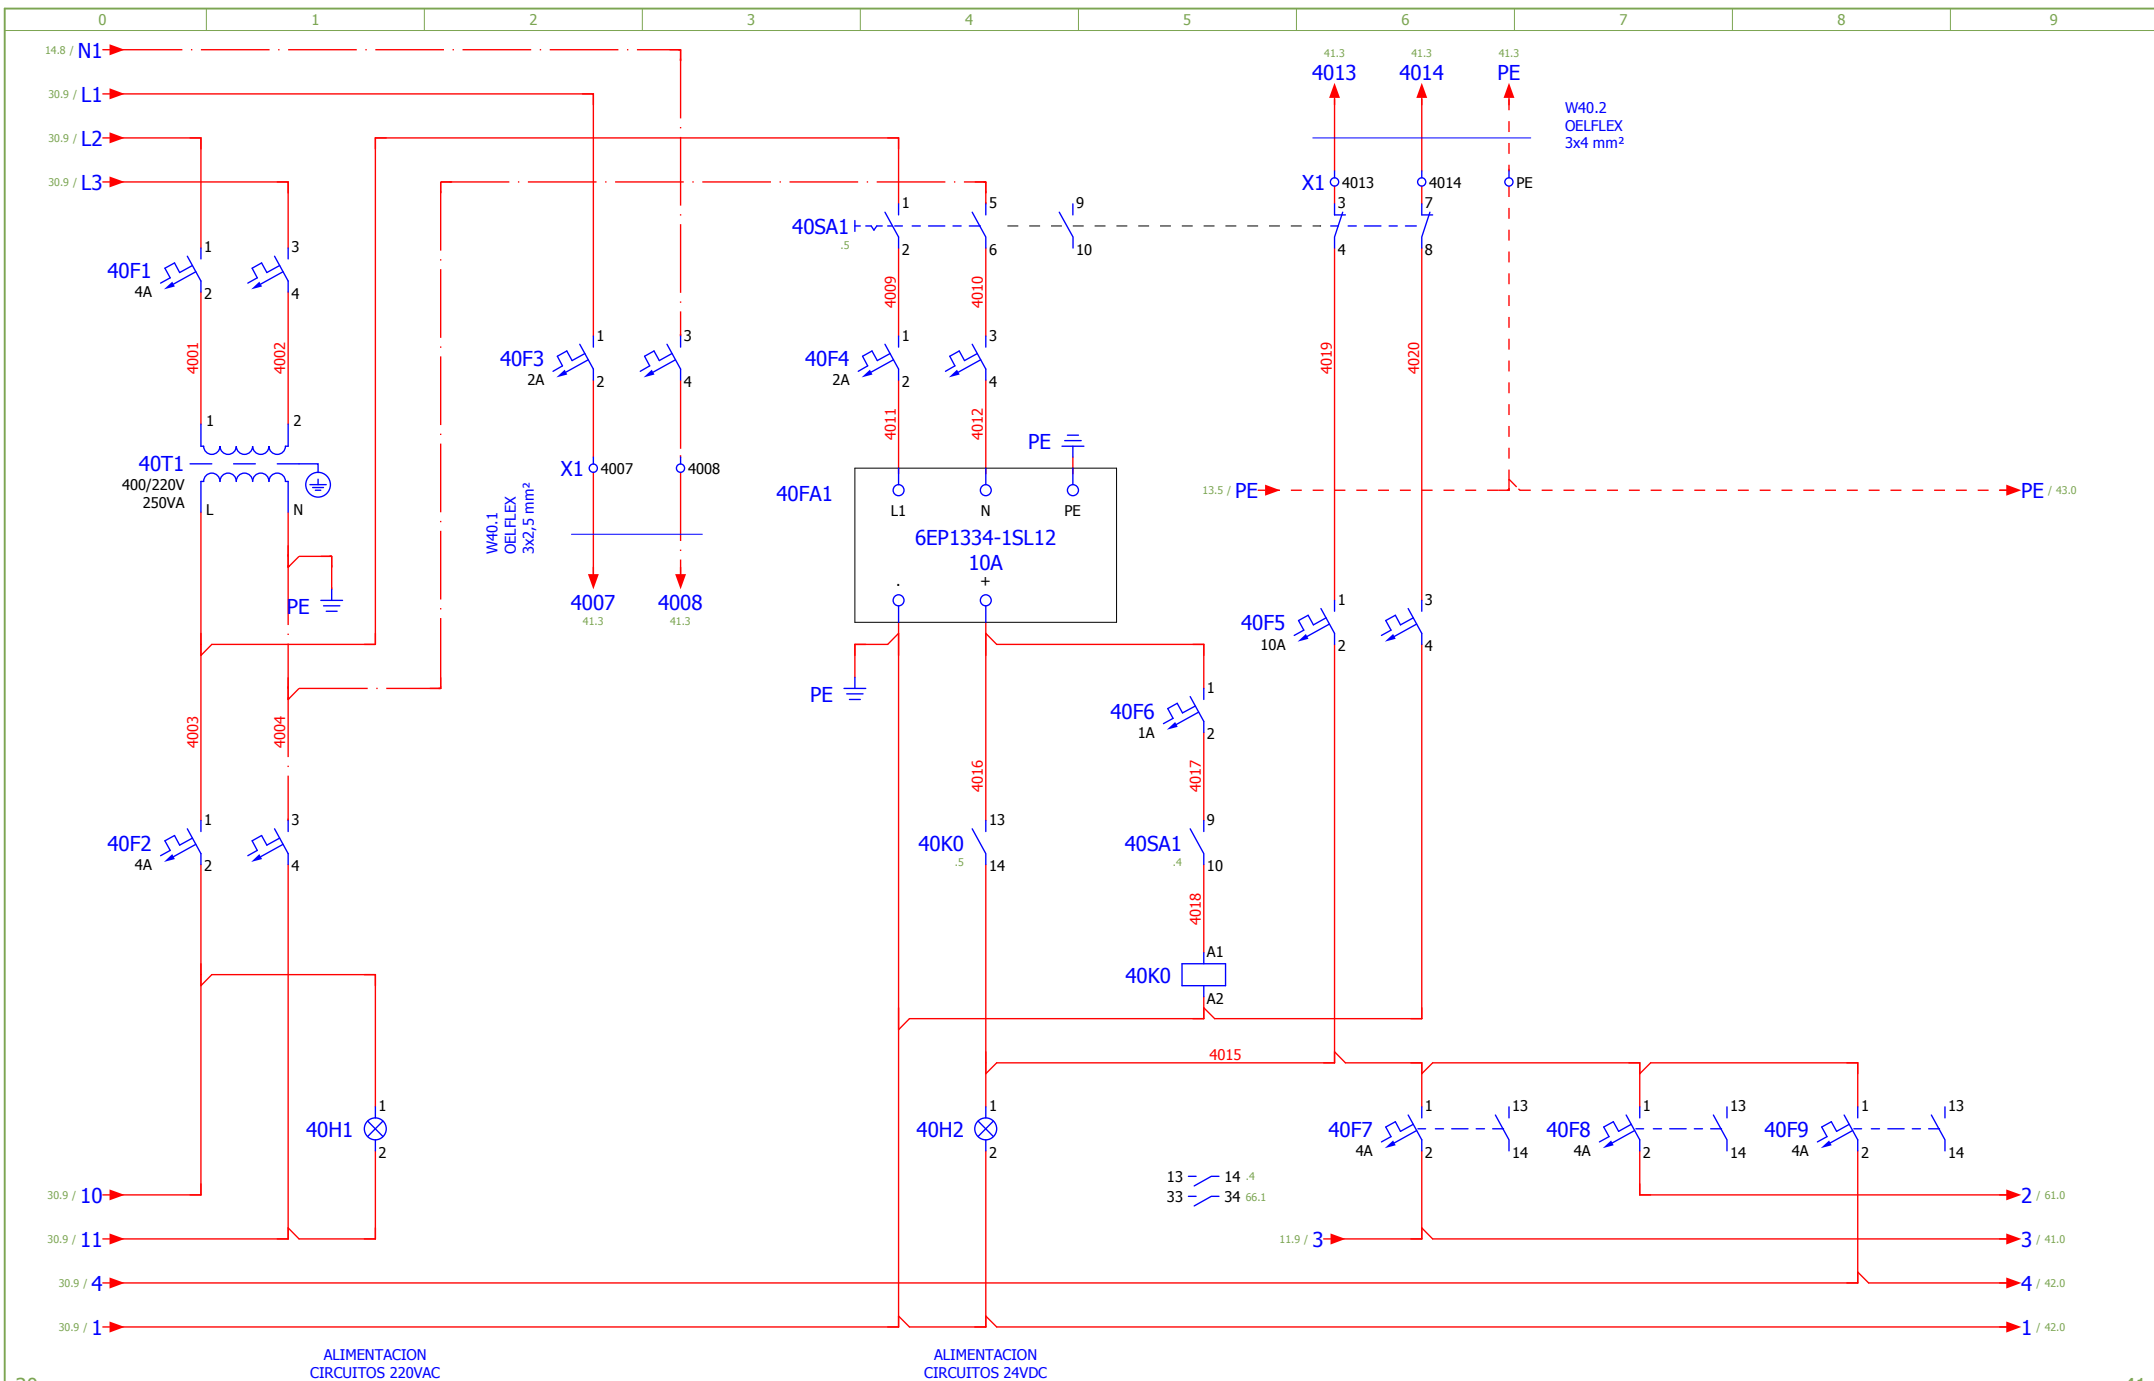 0 1 2 3 4 5 6 7 8 9
14.8 / N1
30.9 / L1
30.9 / L2
30.9 / L3
41.3 41.3 41.3
4013 4014 PE
W40.2
OELFLEX
3x4 mm²
X1 4013 4014 PE
40SA1
.5
1 2
5 6
9 10
3 4
7 8
40F1
4A
1 2
3 4
4001
4002
40T1
400/220V
250VA
1 2
L N
PE
40F3
2A
1 2
3 4
X1 4007 4008
W40.1
OELFLEX
3x2,5 mm²
4007 4008
41.3 41.3
4009
4010
40F4
2A
1 2
3 4
4011
4012
PE
40FA1
L1 N PE
6EP1334-1SL12
10A
. +
PE
4019
4020
13.5 / PE
PE / 43.0
40F5
10A
1 2
3 4
40F6
1A
1 2
4003
4004
4016
4017
40F2
4A
1 2
3 4
40K0
.5
13 14
40SA1
.4
9 10
4018
40K0
A1
A2
4015
40H1
1 2
40H2
1 2
40F7
4A
1 2
13 14
40F8
4A
1 2
13 14
40F9
4A
1 2
13 14
13 14 .4
33 34 66.1
30.9 / 10
2 / 61.0
30.9 / 11
11.9 / 3
3 / 41.0
30.9 / 4
4 / 42.0
30.9 / 1
1 / 42.0
ALIMENTACION
CIRCUITOS 220VAC
ALIMENTACION
CIRCUITOS 24VDC